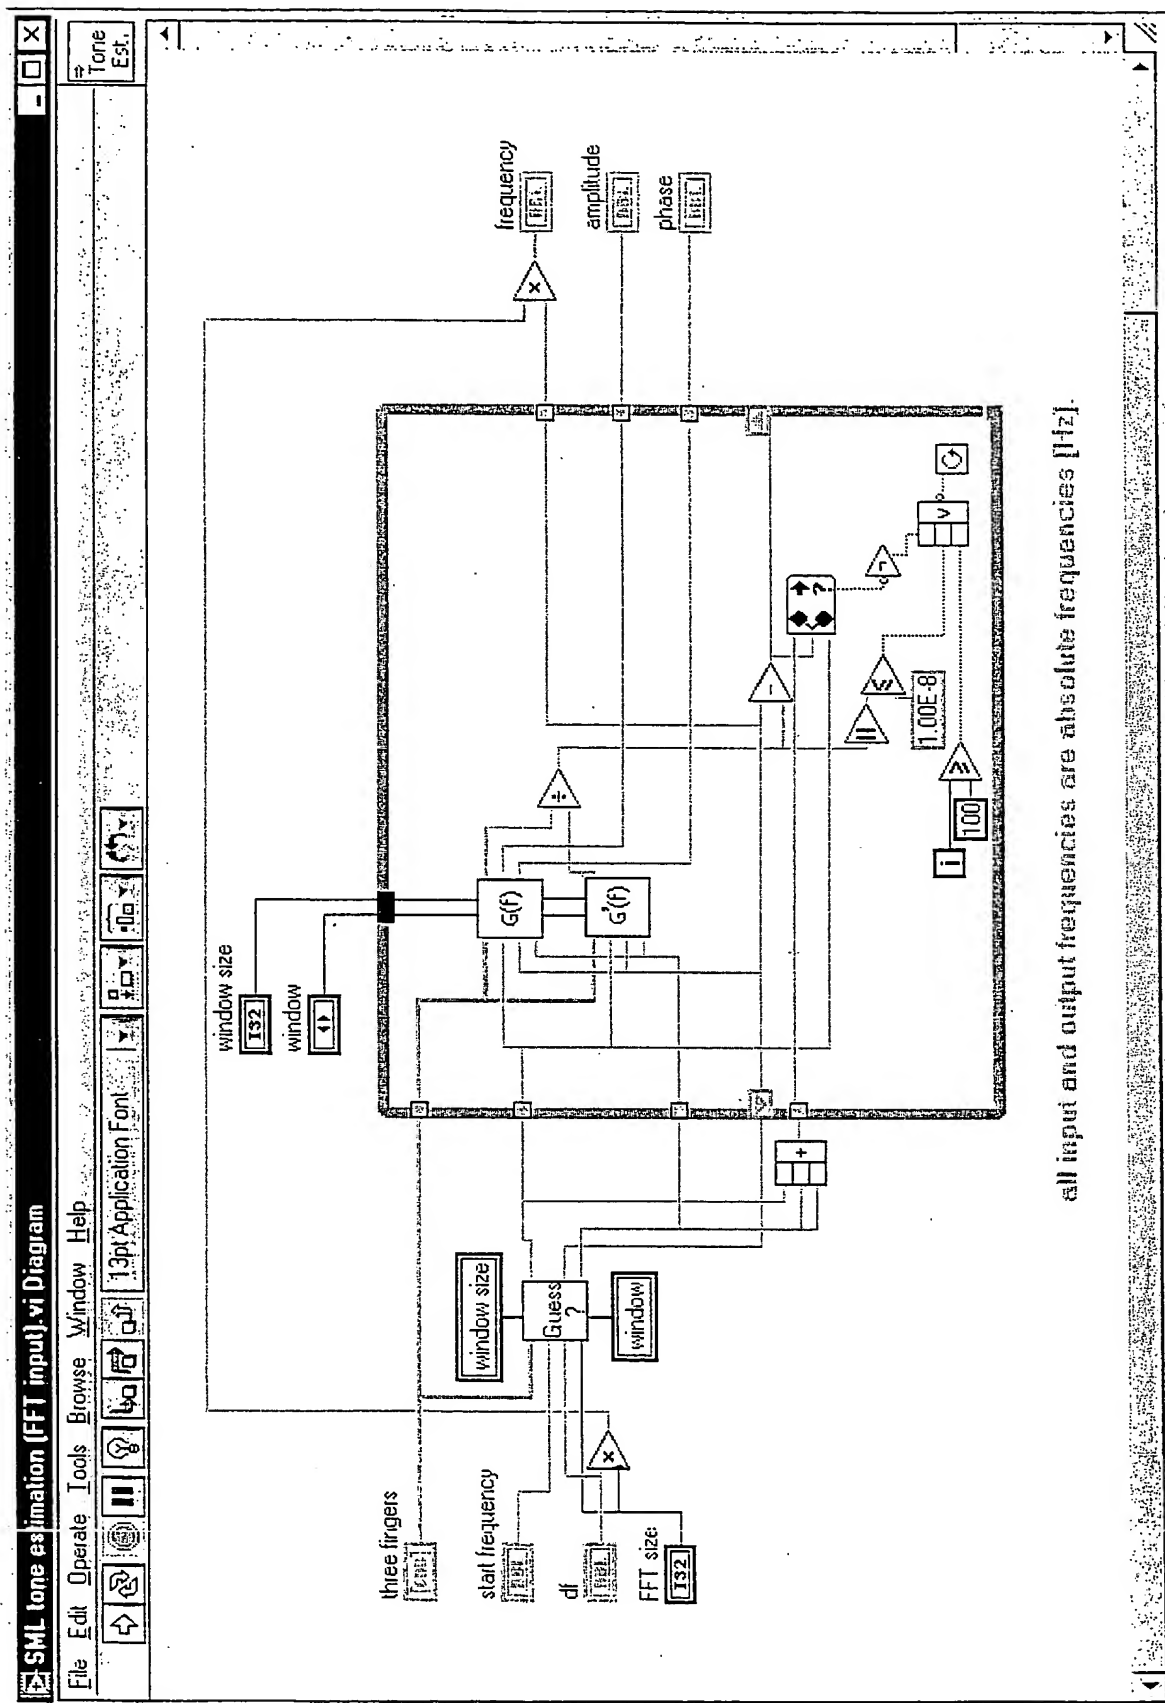 SML tone estimation (FFT input).vi Diagram
File Edit Operate Tools Browse Window Help
13pt Application Font
Tone
Est.
window size
I32
window
three fingers
start frequency
df
FFT size:
I32
window size
Guess
?
window
+
x
G(f)
G'(f)
÷
-
1.00E-8
i
100
V
x
frequency
amplitude
phase
all input and output frequencies are absolute frequencies [Hz].